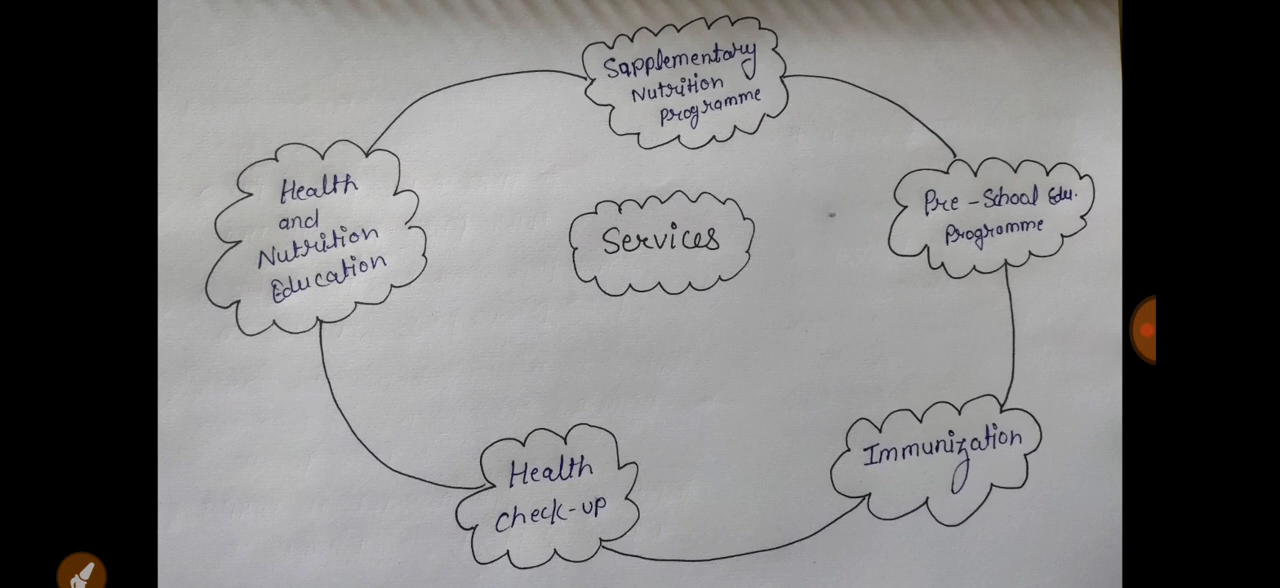 Sapplementary
Nutrition
Programme
Pre-School Edu.
Programme
Immunization
Health
Check-up
Health
and
Nutrition
Education
Services